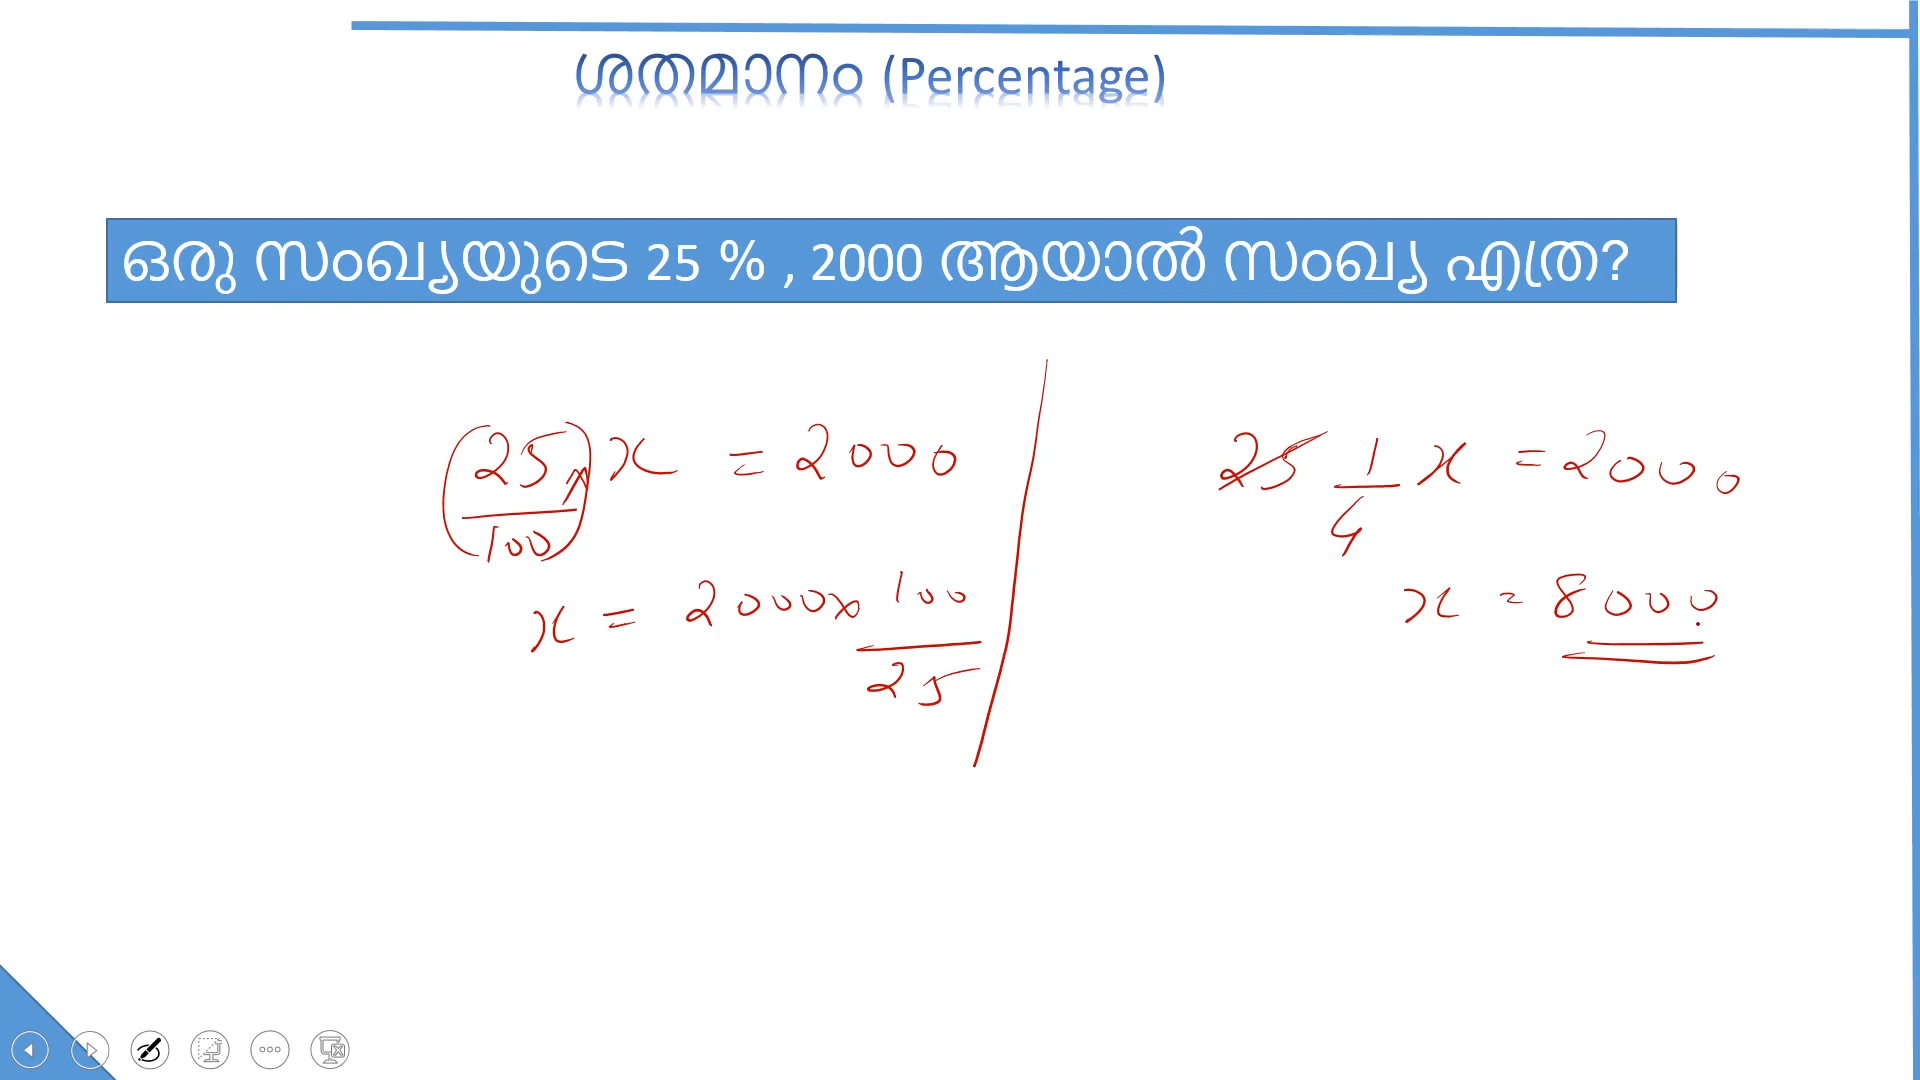 ശതമാനം (Percentage)
ഒരു സംഖ്യയുടെ 25 % , 2000 ആയാൽ സംഖ്യ എത്ര?
(25/100) x = 2000
x = 2000 x 100/25
25 1/4 x = 2000
x = 8000